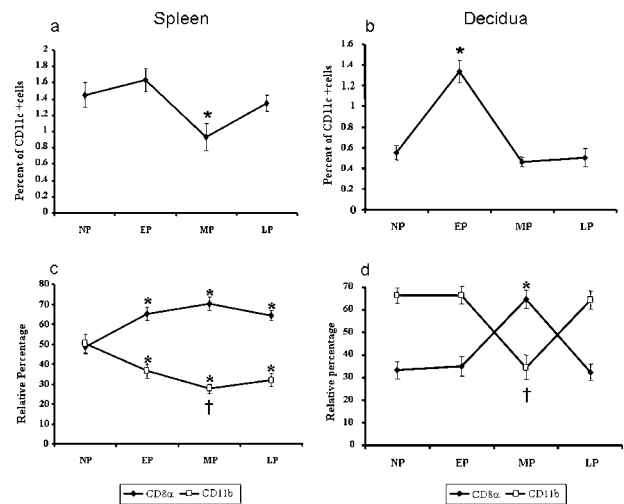 Spleen
Decidua
a
Percent of CD11c +cells
2
1.8
1.6
1.4
1.2
1
0.8
0.6
0.4
0.2
0
NP EP MP LP
*
b
Percent of CD11c +cells
1.6
1.4
1.2
1
0.8
0.6
0.4
0.2
0
NP EP MP LP
*
c
Relative Percentage
80
70
60
50
40
30
20
10
0
NP EP MP LP
* * *
* * *
†
CD8α CD11b
d
Relative percentage
70
60
50
40
30
20
10
0
NP EP MP LP
*
†
CD8α CD11b